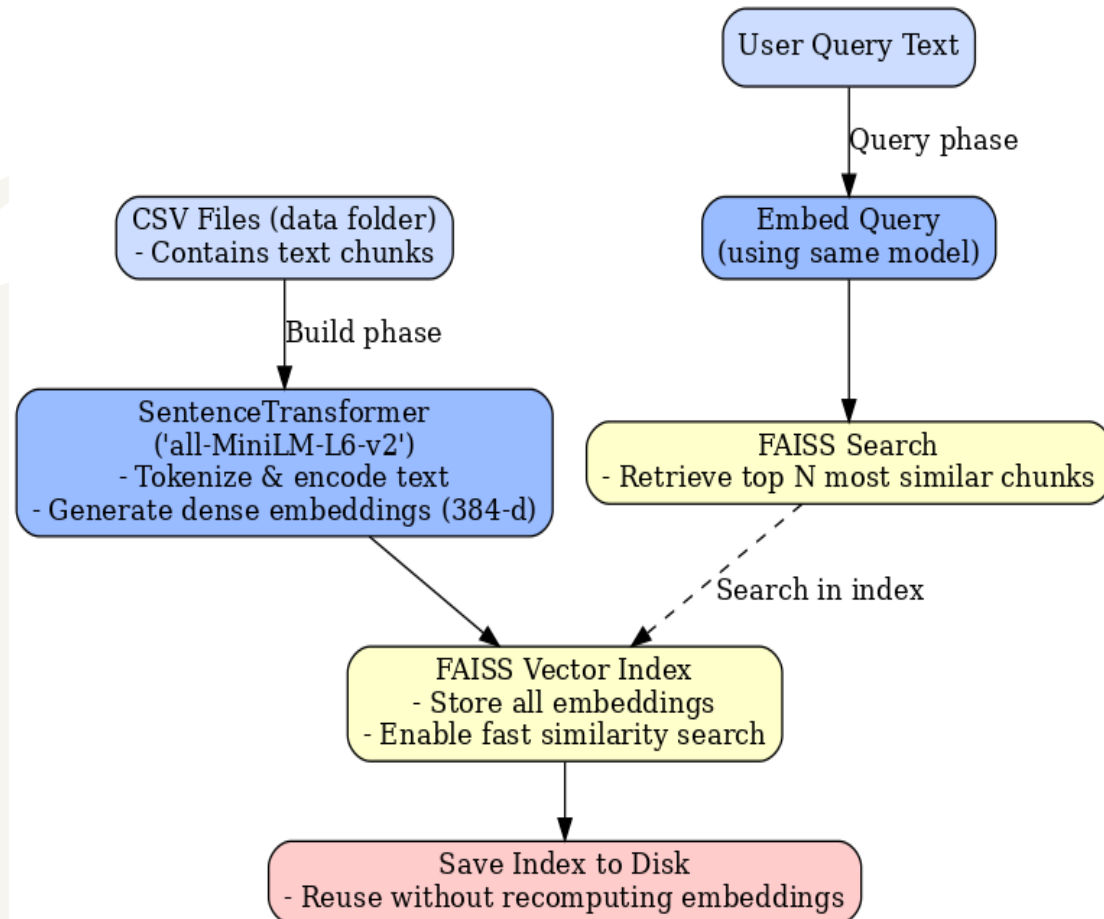 User Query Text
Query phase
CSV Files (data folder)
- Contains text chunks
Embed Query
(using same model)
Build phase
SentenceTransformer
('all-MiniLM-L6-v2')
- Tokenize & encode text
- Generate dense embeddings (384-d)
FAISS Search
- Retrieve top N most similar chunks
Search in index
FAISS Vector Index
- Store all embeddings
- Enable fast similarity search
Save Index to Disk
- Reuse without recomputing embeddings